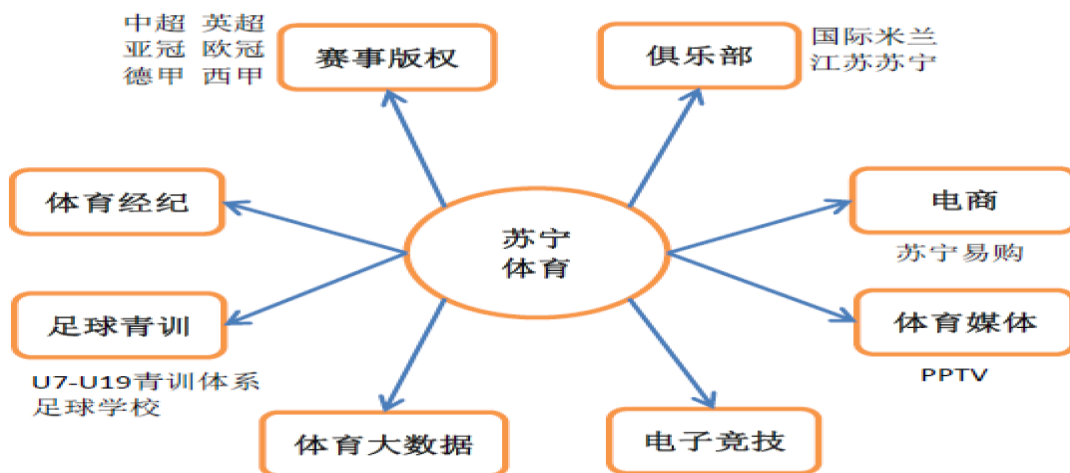 中超 英超
亚冠 欧冠
德甲 西甲
赛事版权
俱乐部
国际米兰
江苏苏宁
体育经纪
苏宁
体育
电商
苏宁易购
足球青训
U7-U19青训体系
足球学校
体育媒体
PPTV
体育大数据
电子竞技